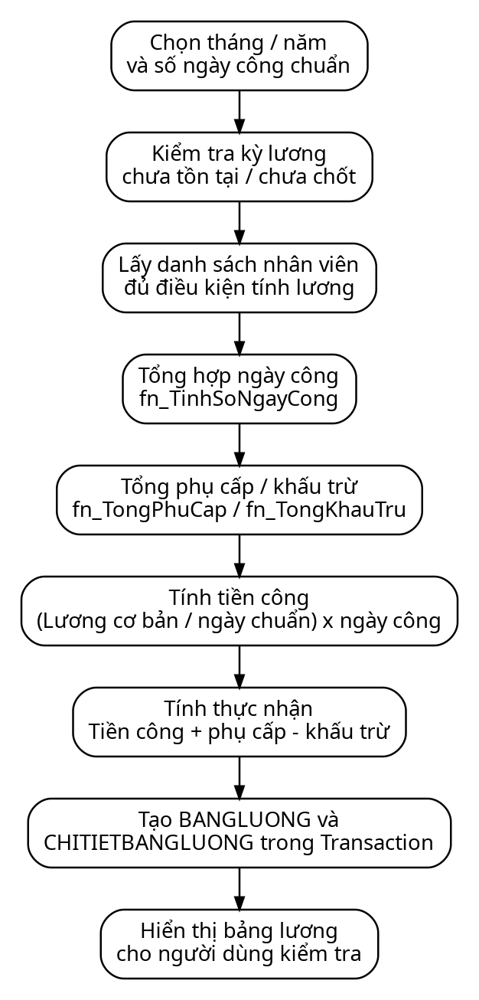 Chọn tháng / năm
và số ngày công chuẩn
Kiểm tra kỳ lương
chưa tồn tại / chưa chốt
Lấy danh sách nhân viên
đủ điều kiện tính lương
Tổng hợp ngày công
fn_TinhSoNgayCong
Tổng phụ cấp / khấu trừ
fn_TongPhuCap / fn_TongKhauTru
Tính tiền công
(Lương cơ bản / ngày chuẩn) x ngày công
Tính thực nhận
Tiền công + phụ cấp - khấu trừ
Tạo BANGLUONG và
CHITIETBANGLUONG trong Transaction
Hiển thị bảng lương
cho người dùng kiểm tra